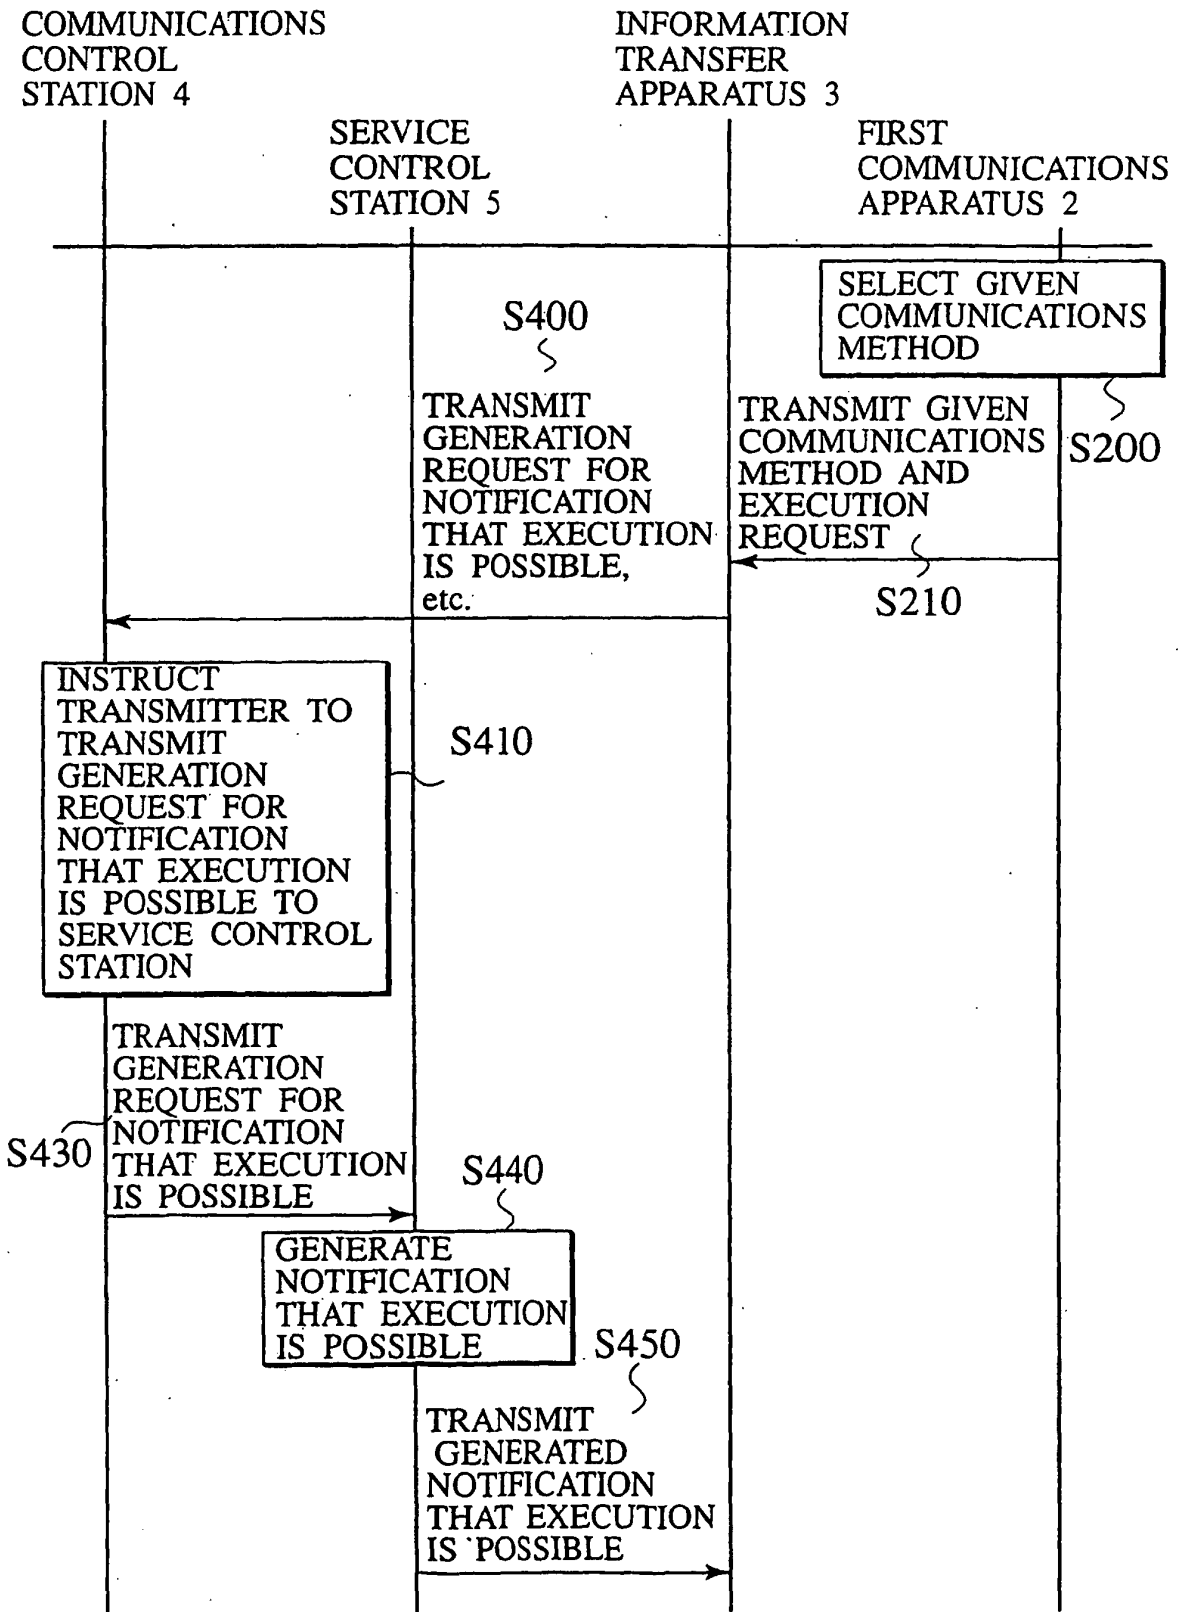 COMMUNICATIONS
CONTROL
STATION 4
INFORMATION
TRANSFER
APPARATUS 3
SERVICE
CONTROL
STATION 5
FIRST
COMMUNICATIONS
APPARATUS 2
SELECT GIVEN
COMMUNICATIONS
METHOD
S200
S400
TRANSMIT
GENERATION
REQUEST FOR
NOTIFICATION
THAT EXECUTION
IS POSSIBLE,
etc.
TRANSMIT GIVEN
COMMUNICATIONS
METHOD AND
EXECUTION
REQUEST
S210
INSTRUCT
TRANSMITTER TO
TRANSMIT
GENERATION
REQUEST FOR
NOTIFICATION
THAT EXECUTION
IS POSSIBLE TO
SERVICE CONTROL
STATION
S410
TRANSMIT
GENERATION
REQUEST FOR
NOTIFICATION
THAT EXECUTION
IS POSSIBLE
S430
S440
GENERATE
NOTIFICATION
THAT EXECUTION
IS POSSIBLE
S450
TRANSMIT
GENERATED
NOTIFICATION
THAT EXECUTION
IS POSSIBLE